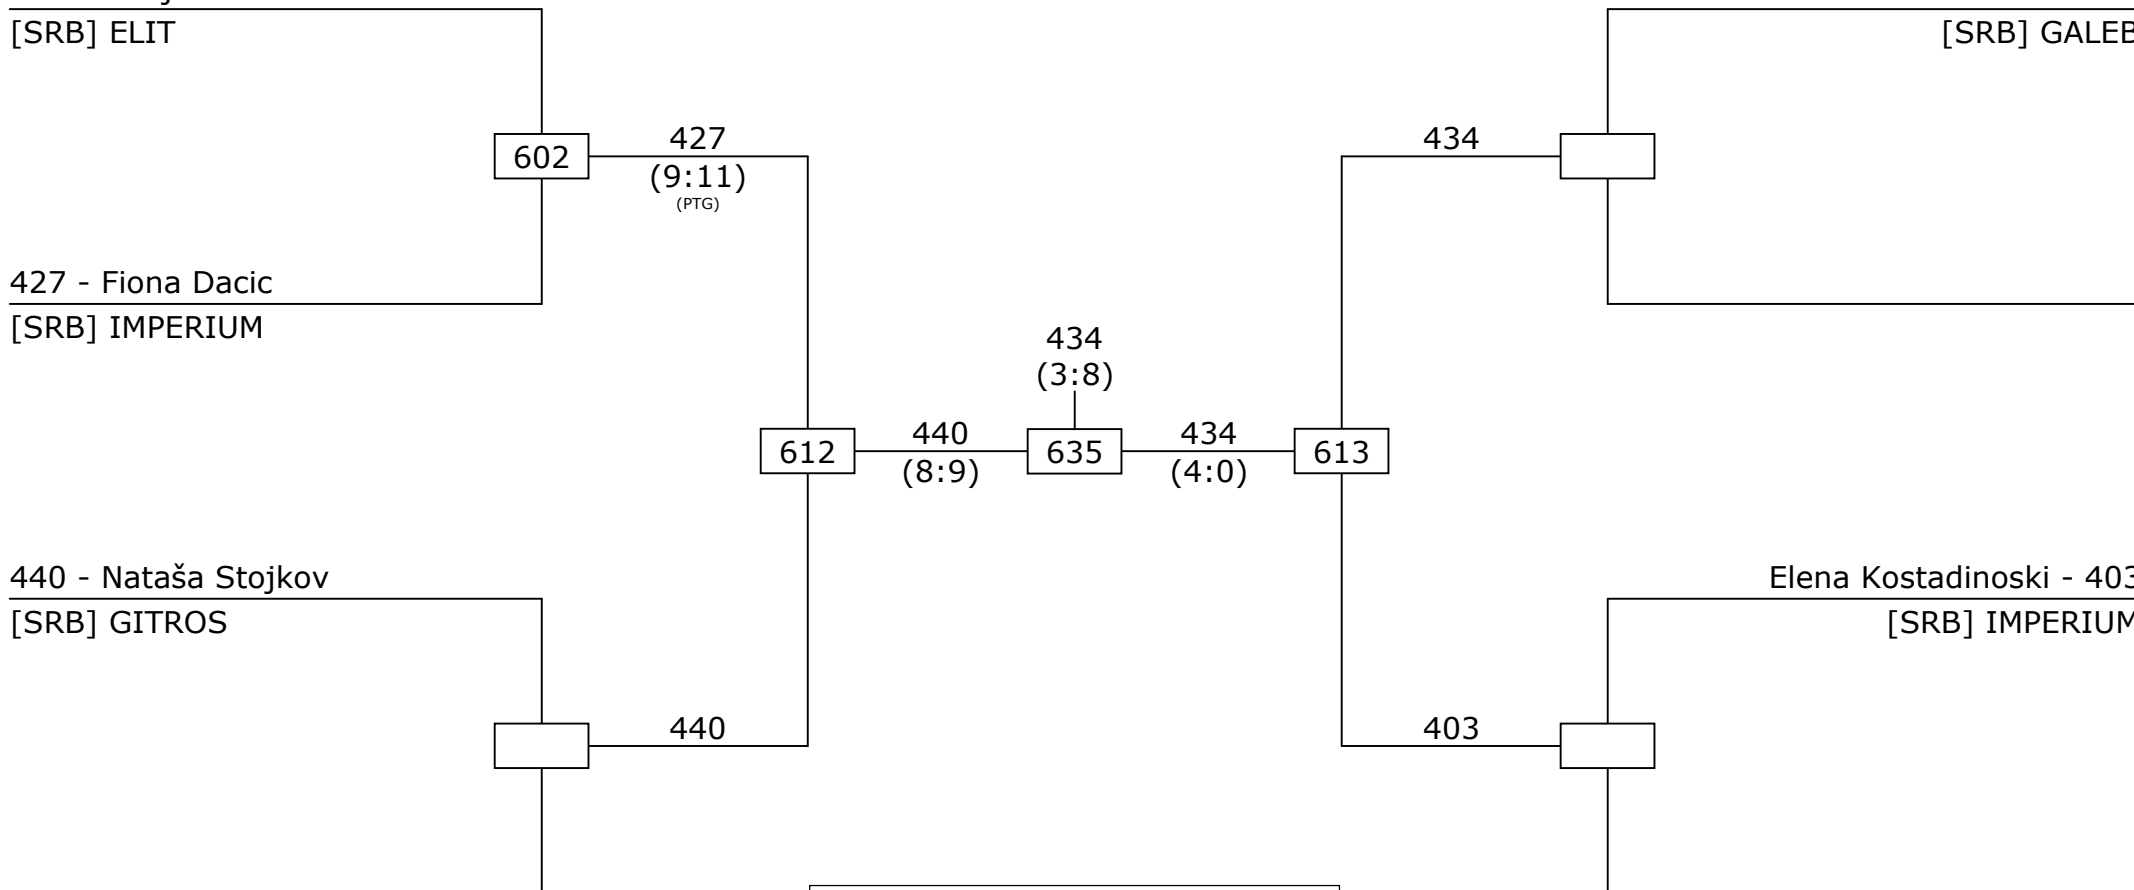 [SRB] ELIT
[SRB] GALEB
427
434
602
(9:11)
(PTG)
427 - Fiona Dacic
[SRB] IMPERIUM
434
(3:8)
440
434
612
635
613
(8:9)
(4:0)
440 - Nataša Stojkov
Elena Kostadinoski - 403
[SRB] GITROS
[SRB] IMPERIUM
440
403